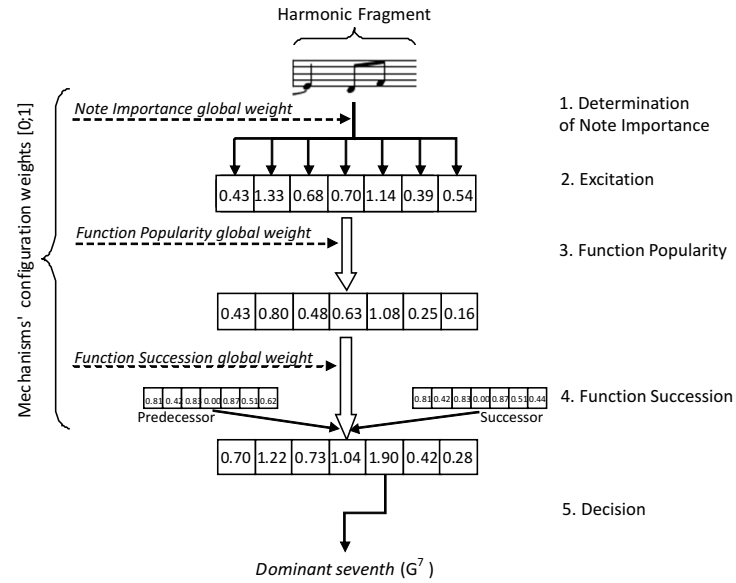 Harmonic Fragment
Mechanisms' configuration weights [0;1]
Note Importance global weight
1. Determination
of Note Importance
0.43 1.33 0.68 0.70 1.14 0.39 0.54
2. Excitation
Function Popularity global weight
3. Function Popularity
0.43 0.80 0.48 0.63 1.08 0.25 0.16
Function Succession global weight
0.81 0.42 0.83 0.00 0.87 0.51 0.62
Predecessor
0.81 0.42 0.83 0.00 0.87 0.51 0.44
Successor
4. Function Succession
0.70 1.22 0.73 1.04 1.90 0.42 0.28
5. Decision
Dominant seventh (G7)